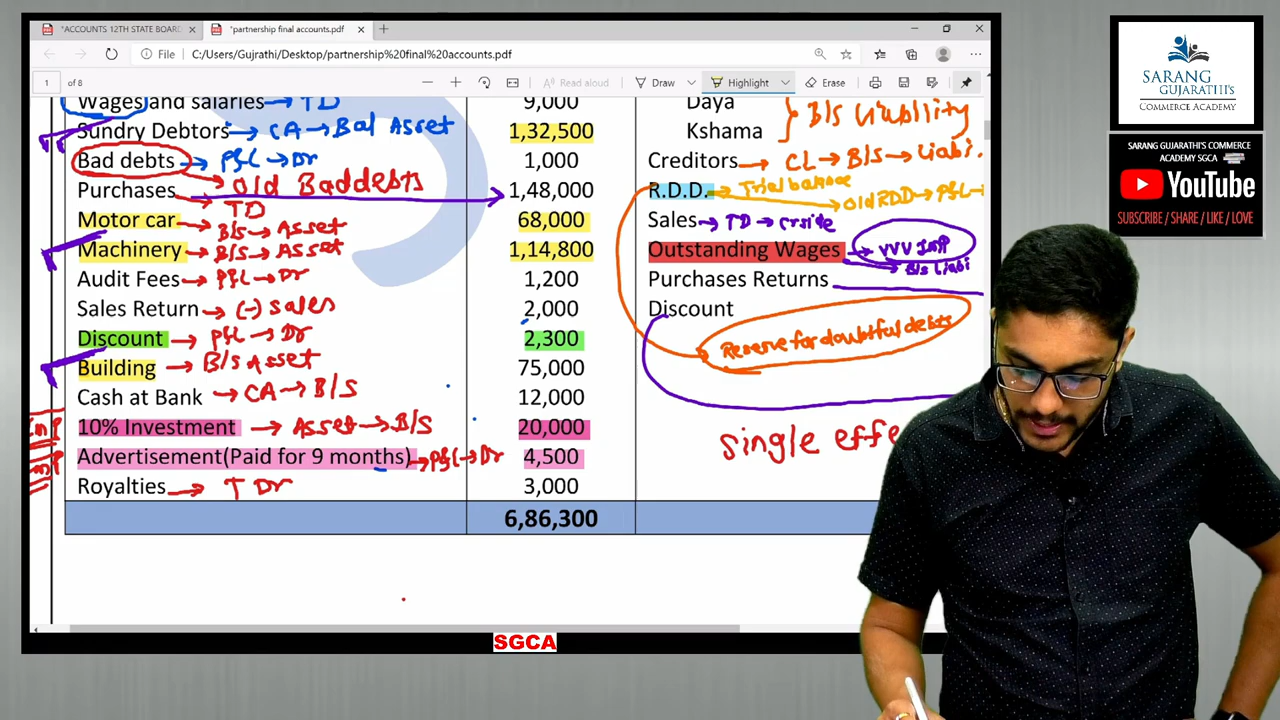 *ACCOUNTS 12TH STATE BOARD
*partnership final accounts.pdf
File
C:/Users/Gujrathi/Desktop/partnership%20final%20accounts.pdf
1 of 8
Read aloud
Draw
Highlight
Erase
Wages and salaries → TD 9,000
Sundry Debtors → CA → Bal Asset 1,32,500
Bad debts → P&L → Dr 1,000
→ Old Baddebts
Purchases → TD 1,48,000
Motor car → B/S → Asset 68,000
Machinery → B/S → Asset 1,14,800
Audit Fees → P&L → Dr 1,200
Sales Return → (-) sales 2,000
Discount → P&L → Dr 2,300
Building → B/S Asset 75,000
Cash at Bank → CA → B/S 12,000
Imp
10% Investment → Asset → B/S 20,000
Imp
Advertisement(Paid for 9 months) → P&L → Dr 4,500
Royalties → T Dr 3,000
6,86,300
Daya
Kshama
B/S Liability
Creditors → CL → B/S → Liabi.
R.D.D. → Trial balance
→ Old RDD → P&L →
Sales → TD → Cr side
Outstanding Wages → VVV Imp
→ B/S Liabi
Purchases Returns
Discount
Reserve for doubtful debts
single effe
SGCA
SARANG
GUJARATHI'S
COMMERCE ACADEMY
SARANG GUJARATHI'S COMMERCE
ACADEMY SGCA
YouTube
SUBSCRIBE / SHARE / LIKE / LOVE